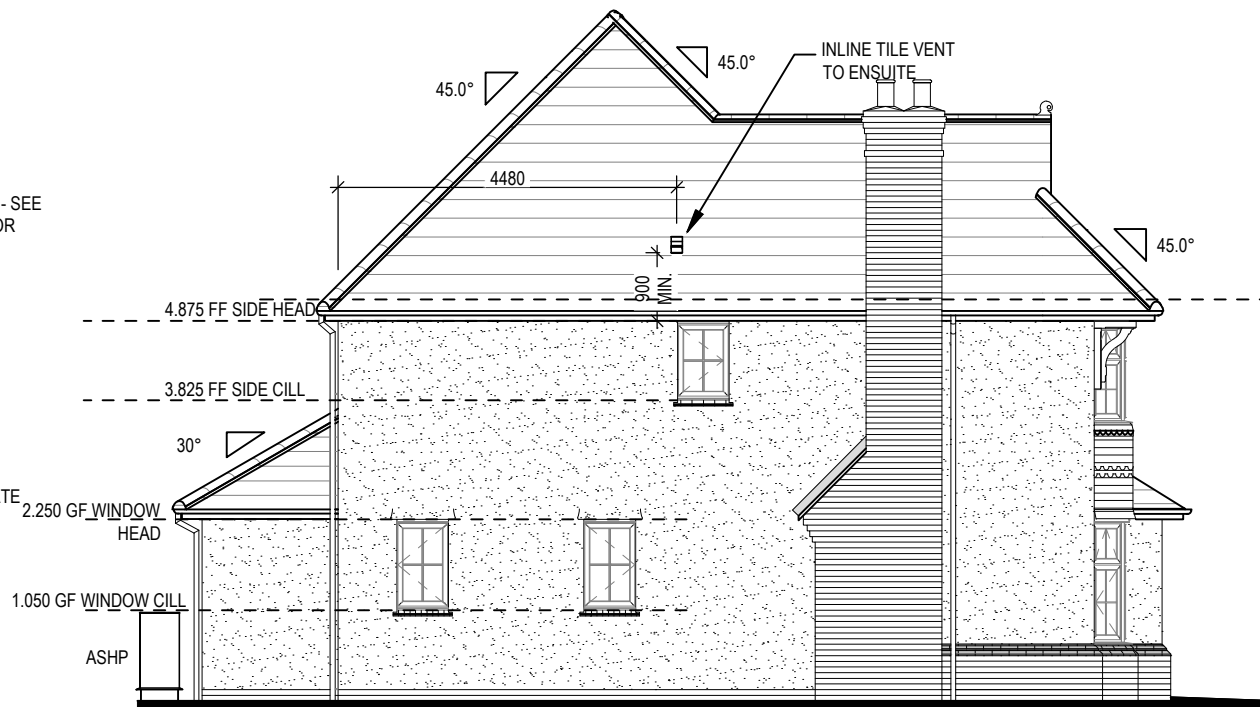 INLINE TILE VENT
TO ENSUITE
45.0°
45.0°
4480
- SEE
OR
45.0°
900
MIN.
4.875 FF SIDE HEAD
3.825 FF SIDE CILL
30°
2.250 GF WINDOW
HEAD
1.050 GF WINDOW CILL
ASHP